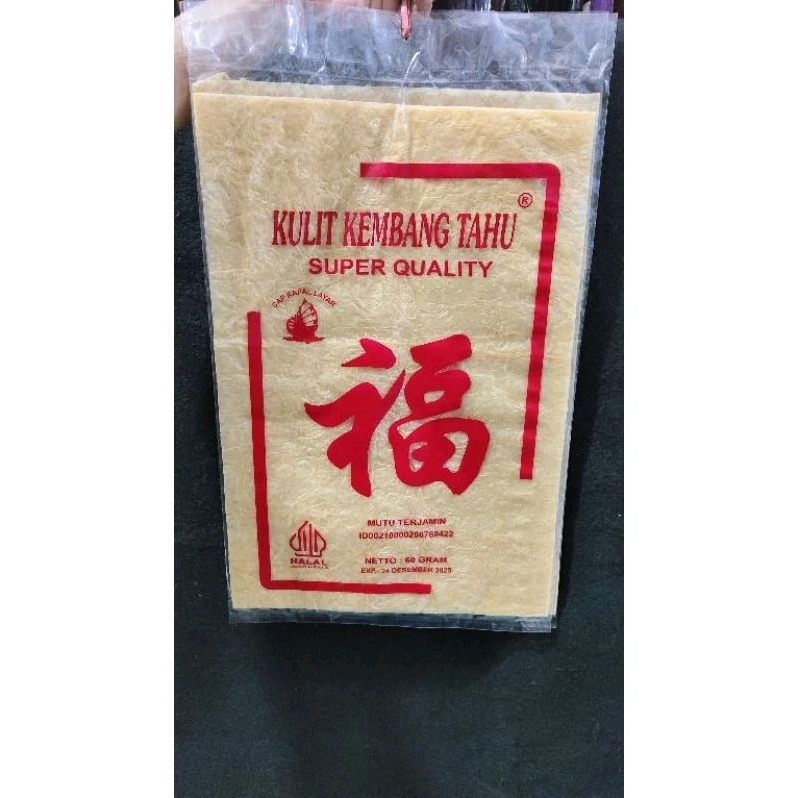 KULIT KEMBANG TAHU ®
SUPER QUALITY
CAP KAPAL LAYAR
福
MUTU TERJAMIN
ID00210000286760422
HALAL
NETTO : 60 GRAM
EXP. 24 DESEMBER 2025